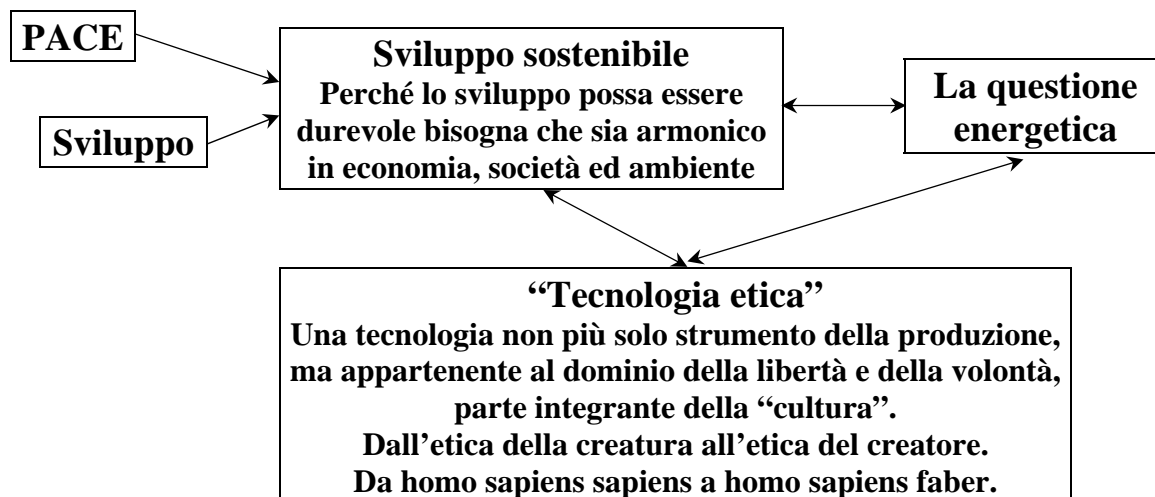 PACE
Sviluppo
Sviluppo sostenibile
Perché lo sviluppo possa essere
durevole bisogna che sia armonico
in economia, società ed ambiente
La questione
energetica
“Tecnologia etica”
Una tecnologia non più solo strumento della produzione,
ma appartenente al dominio della libertà e della volontà,
parte integrante della “cultura”.
Dall’etica della creatura all’etica del creatore.
Da homo sapiens sapiens a homo sapiens faber.